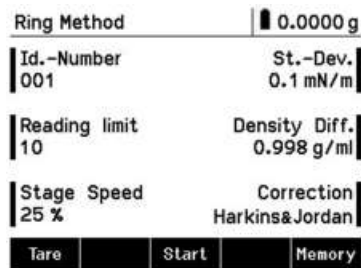 Ring Method 0.0000 g
Id.-Number St.-Dev.
001 0.1 mN/m
Reading limit Density Diff.
10 0.998 g/ml
Stage Speed Correction
25 % Harkins&Jordan
Tare Start Memory